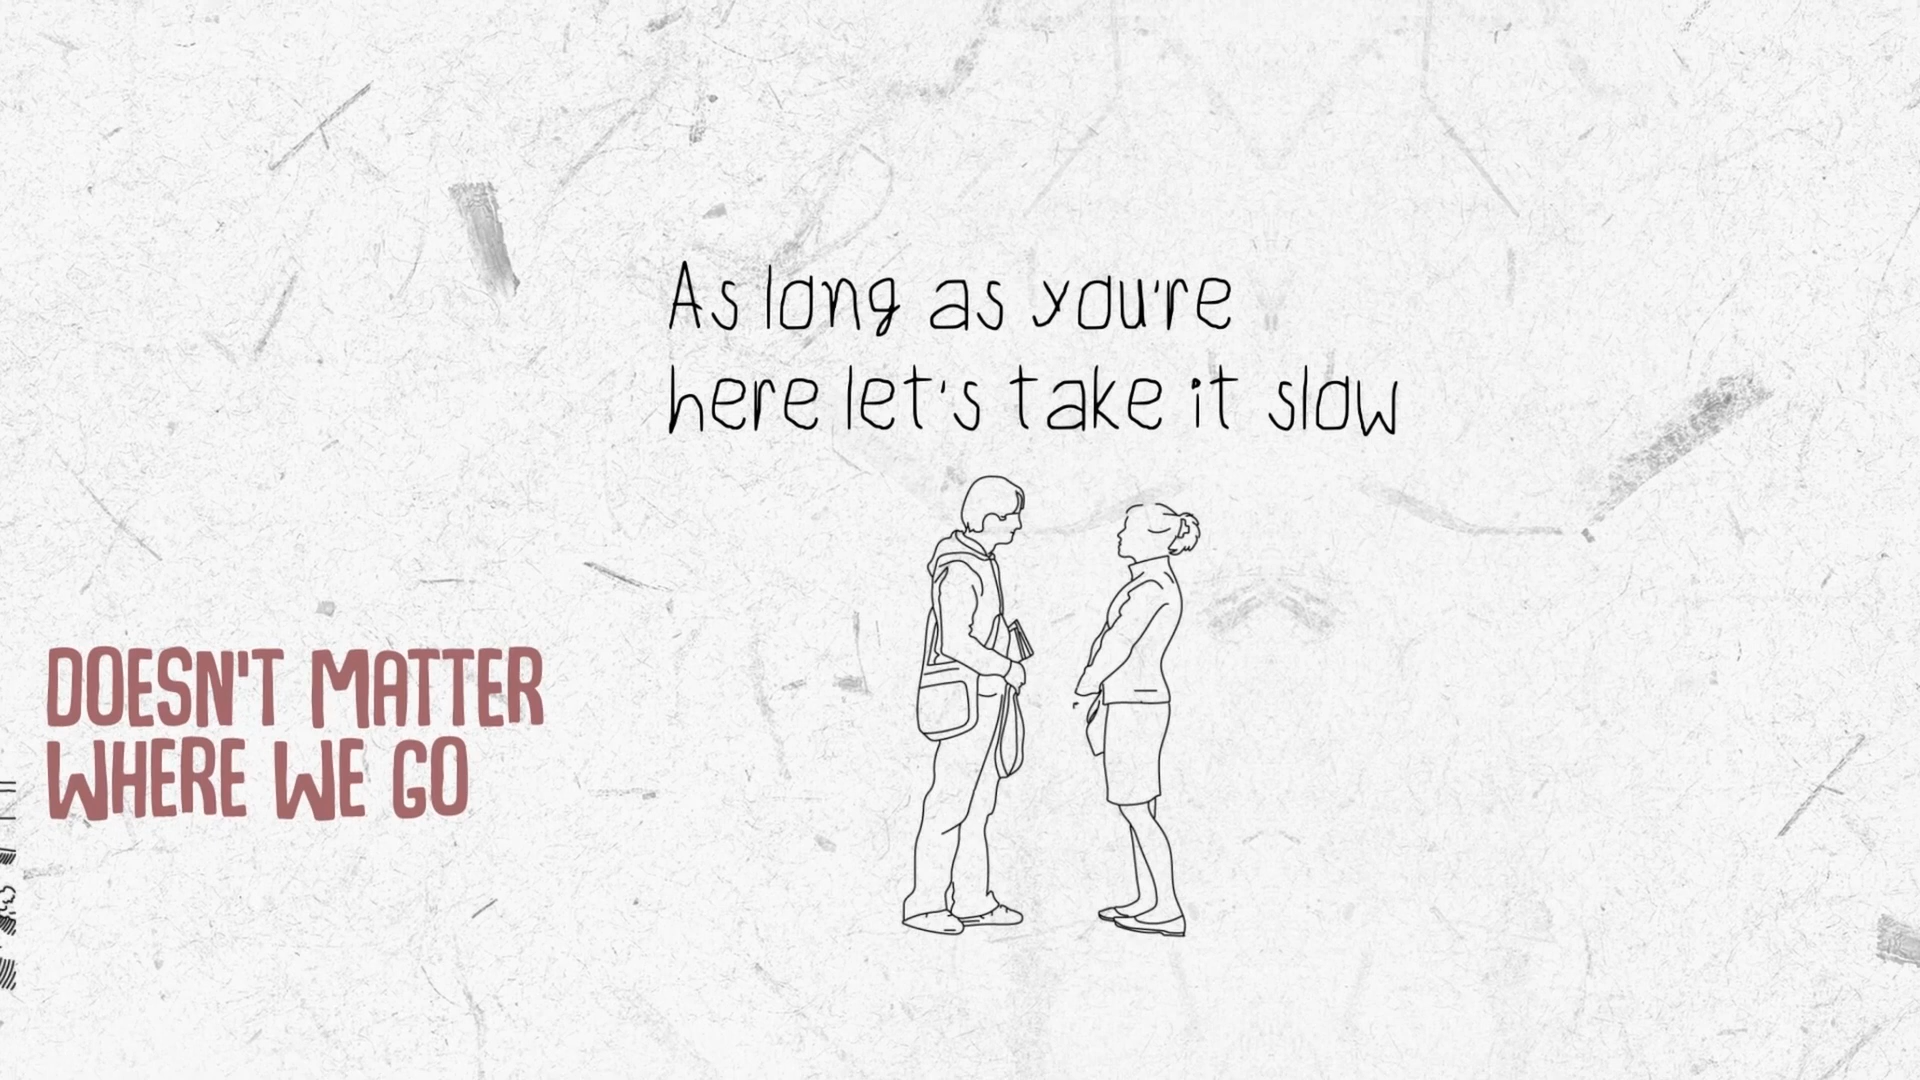 As long as you're
here let's take it slow
DOESN'T MATTER
WHERE WE GO